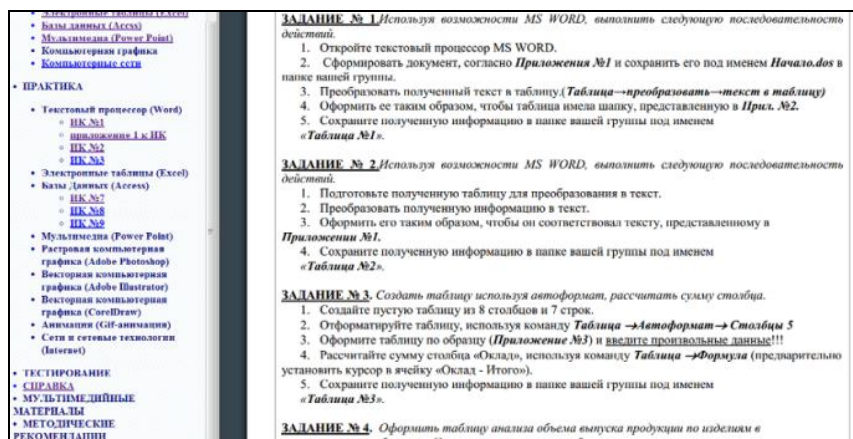 Электронные таблицы (Excel)
Базы данных (Accss)
Мультимедиа (Power Point)
Компьютерная графика
Компьютерные сети
ПРАКТИКА
Текстовый процессор (Word)
ИК №1
приложение 1 к ИК
ИК №2
ИК №3
Электронные таблицы (Excel)
Базы Данных (Access)
ИК №7
ИК №8
ИК №9
Мультимедиа (Power Point)
Растровая компьютерная
графика (Adobe Photoshop)
Векторная компьютерная
графика (Adobe Illustrator)
Векторная компьютерная
графика (CorelDraw)
Анимация (Gif-анимация)
Сети и сетевые технологии
(Internet)
ТЕСТИРОВАНИЕ
СПРАВКА
МУЛЬТИМЕДИЙНЫЕ
МАТЕРИАЛЫ
МЕТОДИЧЕСКИЕ
РЕКОМЕНДАЦИИ
ЗАДАНИЕ № 1.Используя возможности MS WORD, выполнить следующую последовательность
действий.
1. Откройте текстовый процессор MS WORD.
2. Сформировать документ, согласно Приложения №1 и сохранить его под именем Начало.dos в
папке вашей группы.
3. Преобразовать полученный текст в таблицу.(Таблица→преобразовать→текст в таблицу)
4. Оформить ее таким образом, чтобы таблица имела шапку, представленную в Прил. №2.
5. Сохраните полученную информацию в папке вашей группы под именем
«Таблица №1».
ЗАДАНИЕ № 2.Используя возможности MS WORD, выполнить следующую последовательность
действий.
1. Подготовьте полученную таблицу для преобразования в текст.
2. Преобразовать полученную информацию в текст.
3. Оформить его таким образом, чтобы он соответствовал тексту, представленному в
Приложении №1.
4. Сохраните полученную информацию в папке вашей группы под именем
«Таблица №2».
ЗАДАНИЕ № 3. Создать таблицу используя автоформат, рассчитать сумму столбца.
1. Создайте пустую таблицу из 8 столбцов и 7 строк.
2. Отформатируйте таблицу, используя команду Таблица →Автоформат→ Столбцы 5
3. Оформите таблицу по образцу (Приложение №3) и введите произвольные данные!!!
4. Рассчитайте сумму столбца «Оклад», используя команду Таблица →Формула (предварительно
установить курсор в ячейку «Оклад - Итого»).
5. Сохраните полученную информацию в папке вашей группы под именем
«Таблица №3».
ЗАДАНИЕ № 4. Оформить таблицу анализа объема выпуска продукции по изделиям в